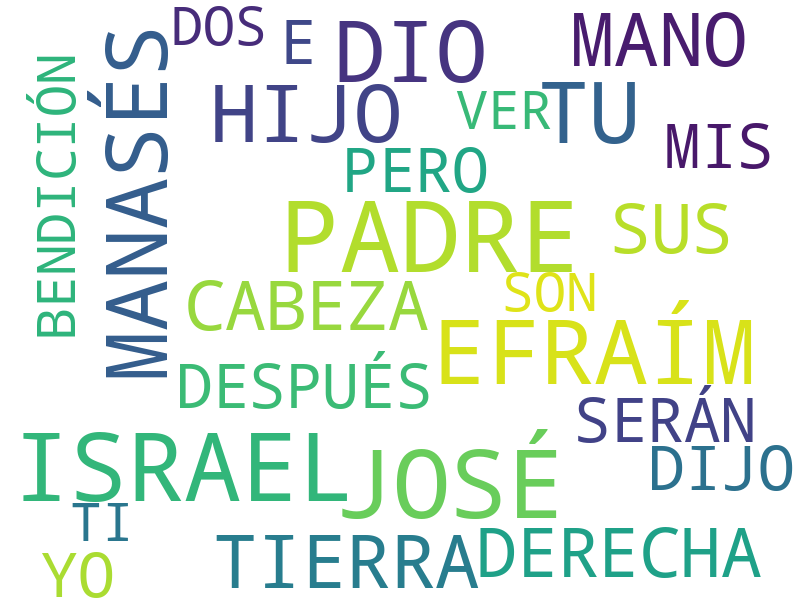 DOS
E
DIO
MANO
BENDICIÓN
MANASÉS
HIJO
VER
TU
MIS
PERO
PADRE
SUS
CABEZA
SON
EFRAÍM
DESPUÉS
SERÁN
ISRAEL
JOSÉ
DIJO
TI
TIERRA
DERECHA
YO